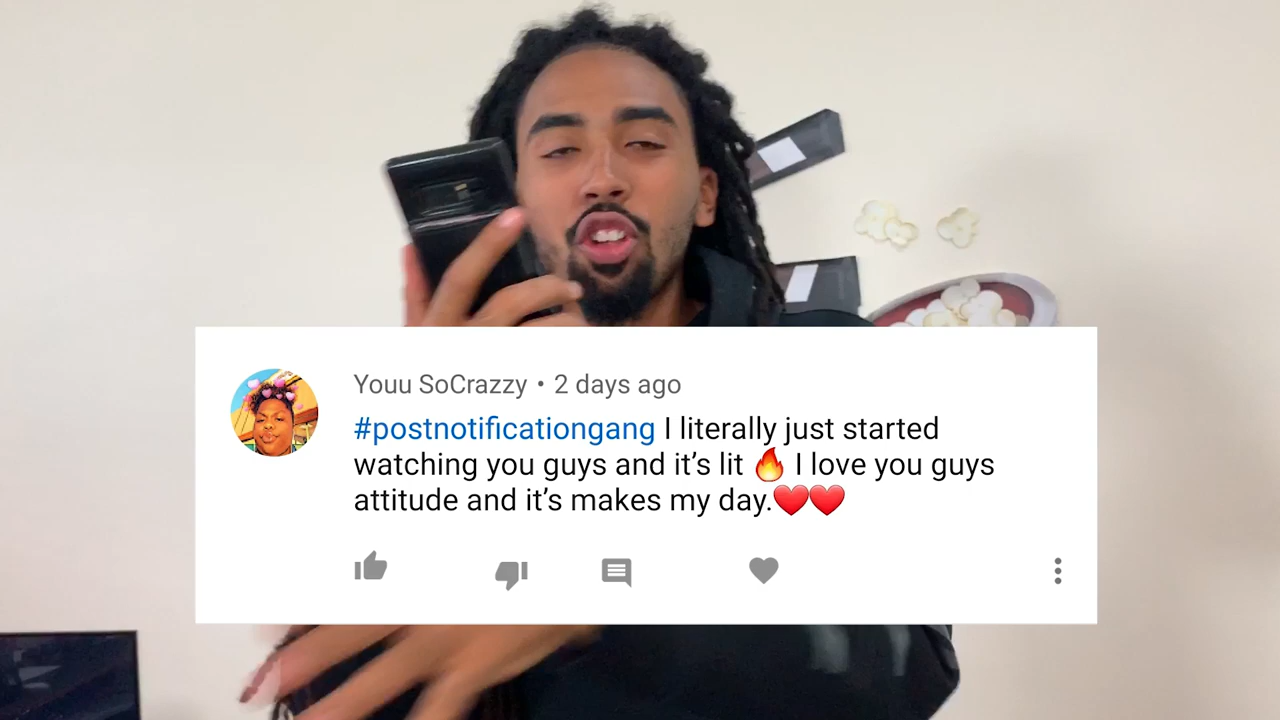 Youu SoCrazzy • 2 days ago
#postnotificationgang I literally just started
watching you guys and it’s lit 🔥 I love you guys
attitude and it’s makes my day.❤️❤️